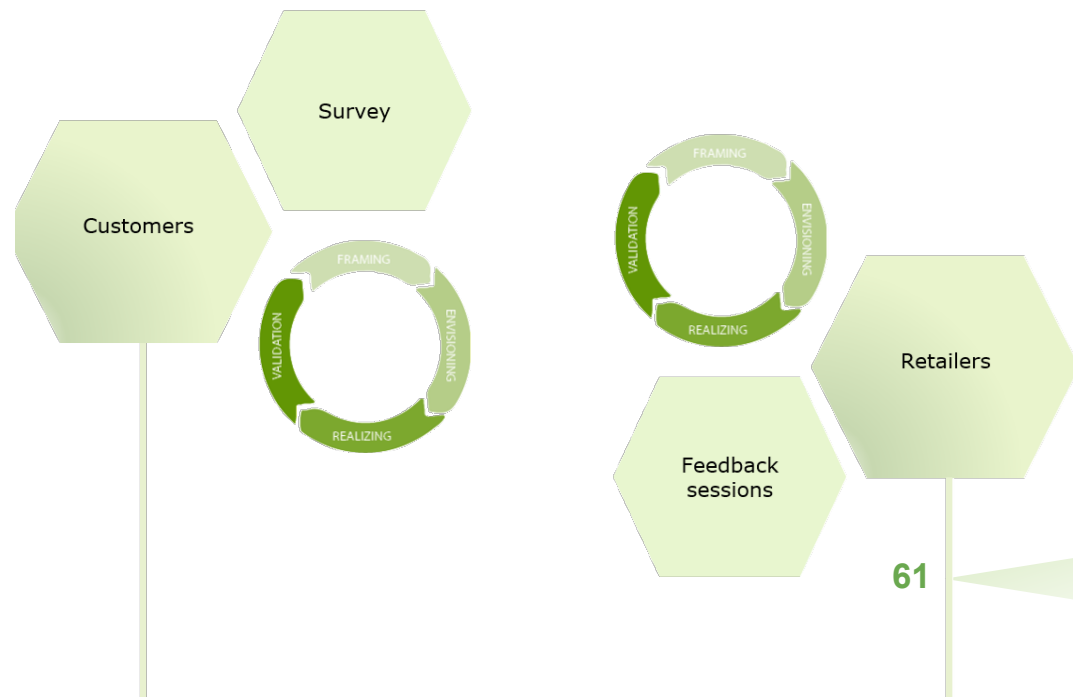 Survey
Customers
FRAMING
ENVISIONING
VALIDATION
REALIZING
FRAMING
ENVISIONING
VALIDATION
REALIZING
Retailers
Feedback
sessions
61